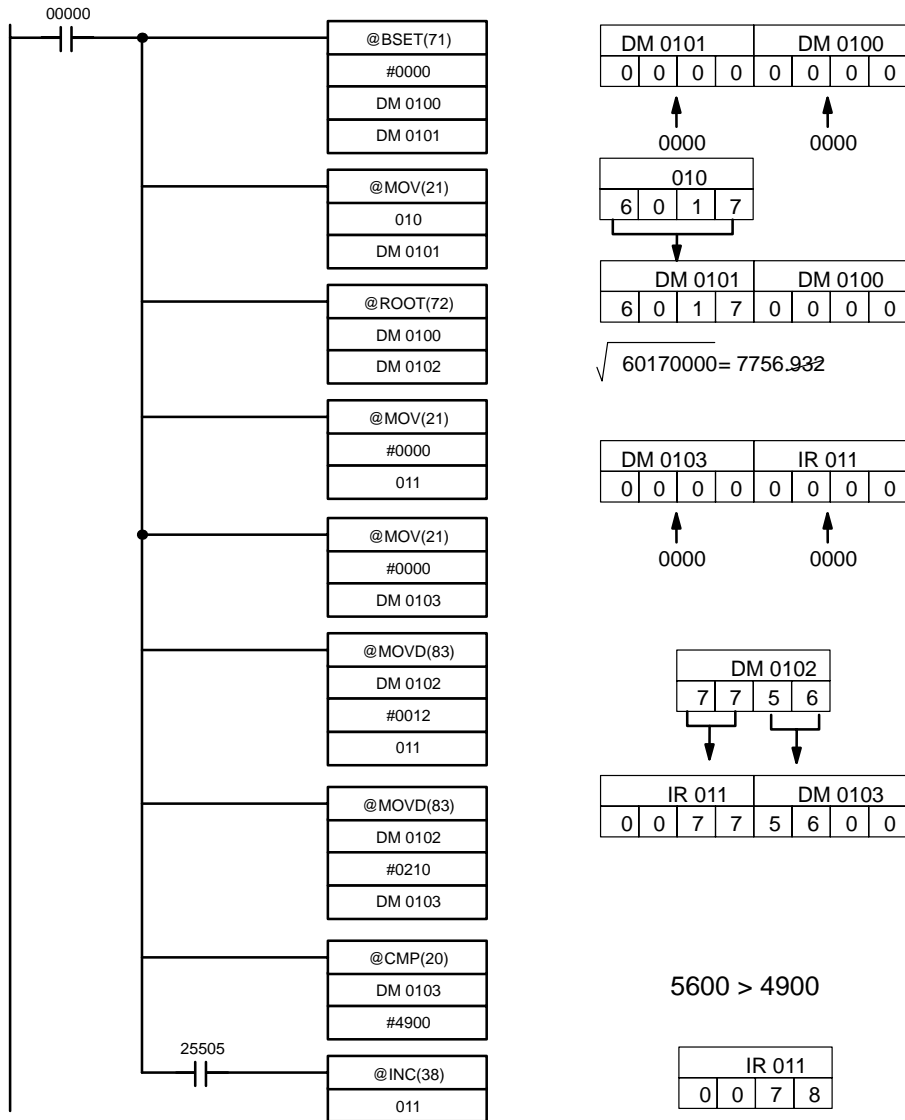 00000
@BSET(71)
#0000
DM 0100
DM 0101
DM 0101 DM 0100
0 0 0 0 0 0 0 0
0000 0000
@MOV(21)
010
DM 0101
010
6 0 1 7
DM 0101 DM 0100
6 0 1 7 0 0 0 0
@ROOT(72)
DM 0100
DM 0102
√60170000= 7756.932
@MOV(21)
#0000
011
DM 0103 IR 011
0 0 0 0 0 0 0 0
0000 0000
@MOV(21)
#0000
DM 0103
@MOVD(83)
DM 0102
#0012
011
DM 0102
7 7 5 6
IR 011 DM 0103
0 0 7 7 5 6 0 0
@MOVD(83)
DM 0102
#0210
DM 0103
@CMP(20)
DM 0103
#4900
5600 > 4900
25505
@INC(38)
011
IR 011
0 0 7 8